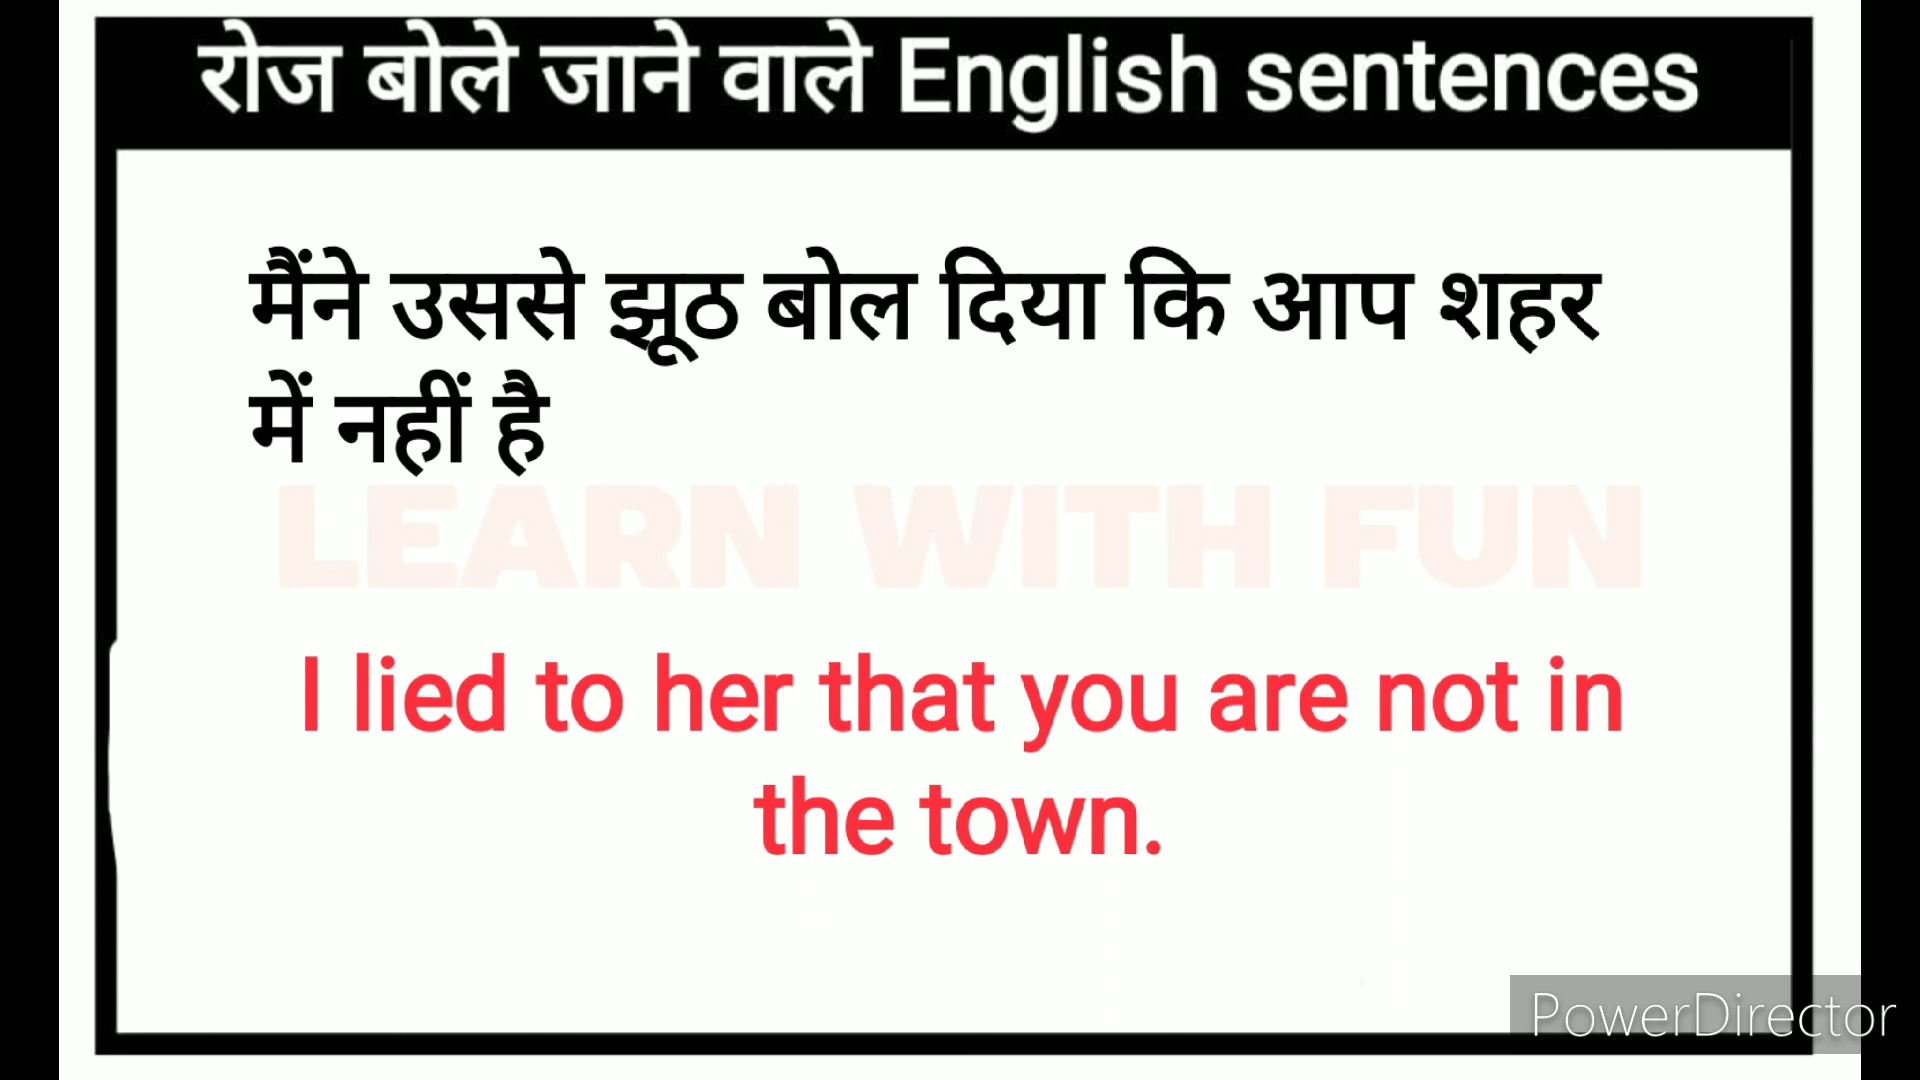 रोज बोले जाने वाले English sentences
मैंने उससे झूठ बोल दिया कि आप शहर
में नहीं है
LEARN WITH FUN
I lied to her that you are not in
the town.
PowerDirector